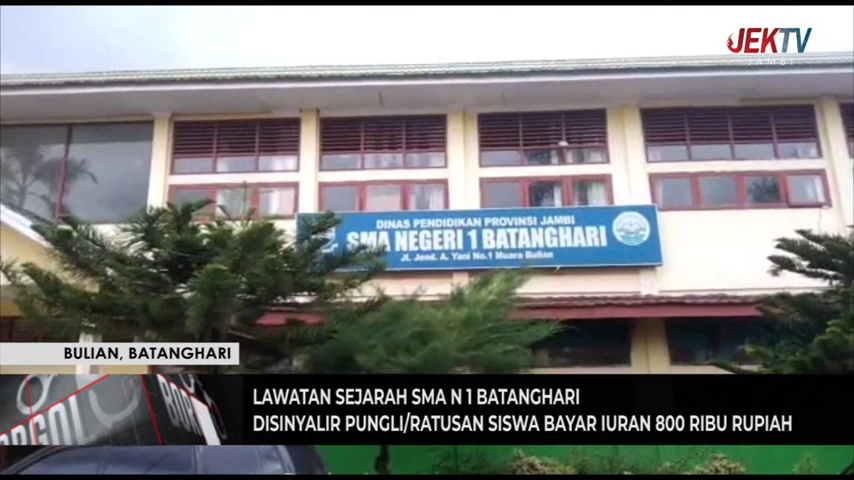 JEKTV
JAMBI
DINAS PENDIDIKAN PROVINSI JAMBI
SMA NEGERI 1 BATANGHARI
Jl. Jend. A. Yani No.1 Muara Bulian
BULIAN, BATANGHARI
LAWATAN SEJARAH SMA N 1 BATANGHARI
DISINYALIR PUNGLI/RATUSAN SISWA BAYAR IURAN 800 RIBU RUPIAH